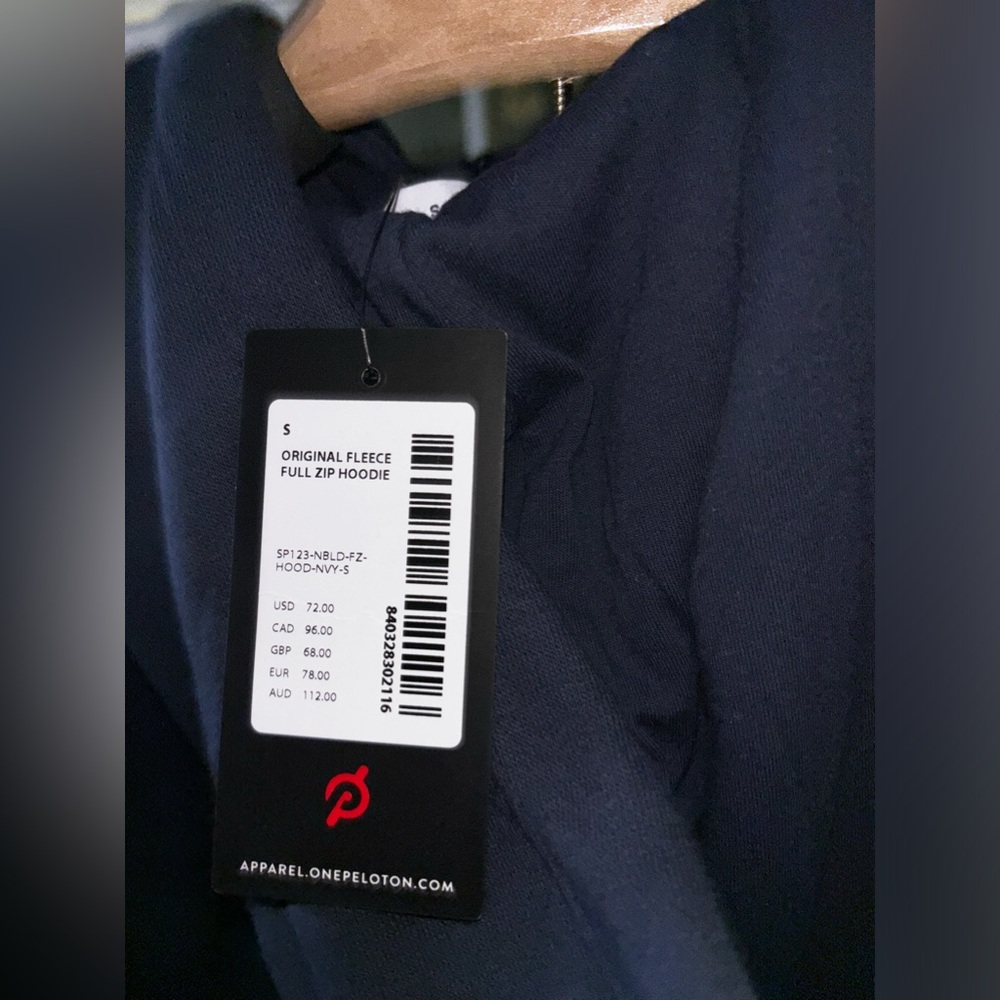 S
S
ORIGINAL FLEECE
FULL ZIP HOODIE
SP123-NBLD-FZ-
HOOD-NVY-S
USD 72.00
CAD 96.00
GBP 68.00
EUR 78.00
AUD 112.00
840328302116
APPAREL.ONEPELOTON.COM